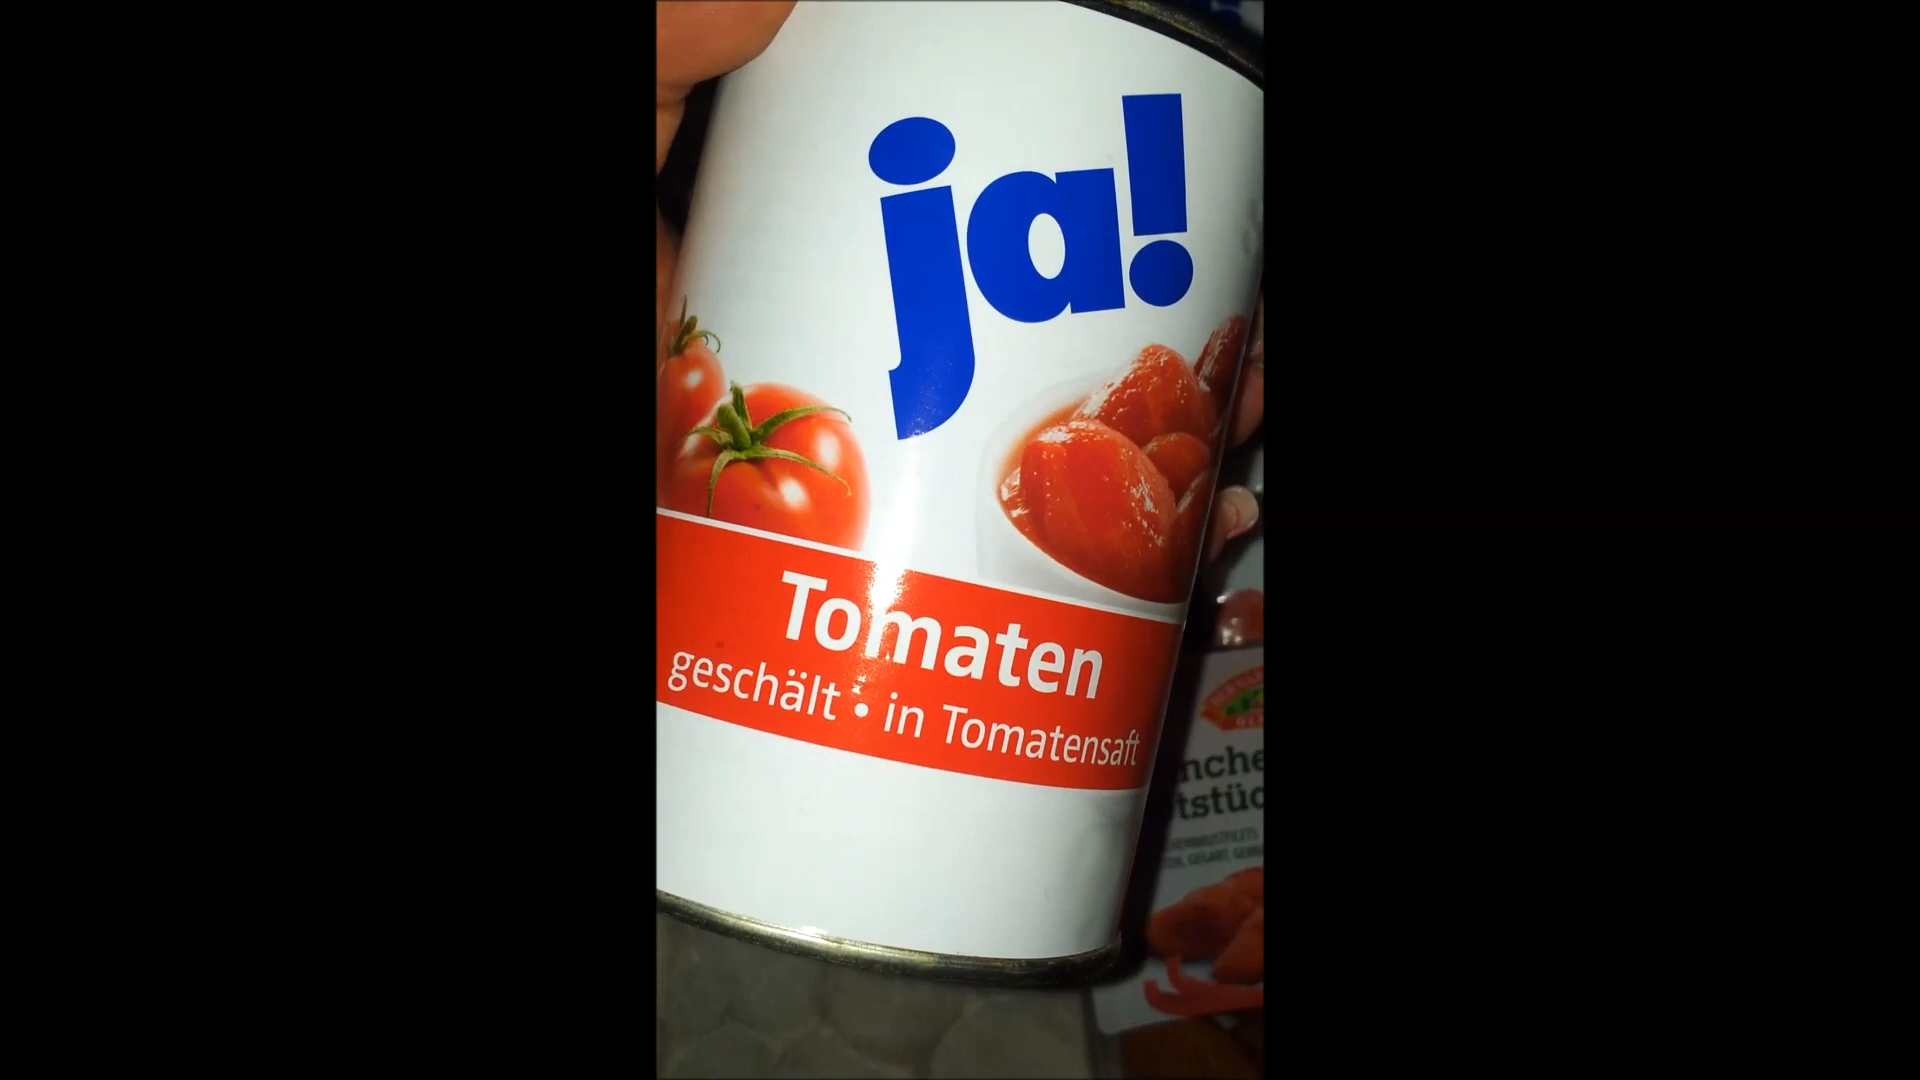 ja!
Tomaten
geschält • in Tomatensaft